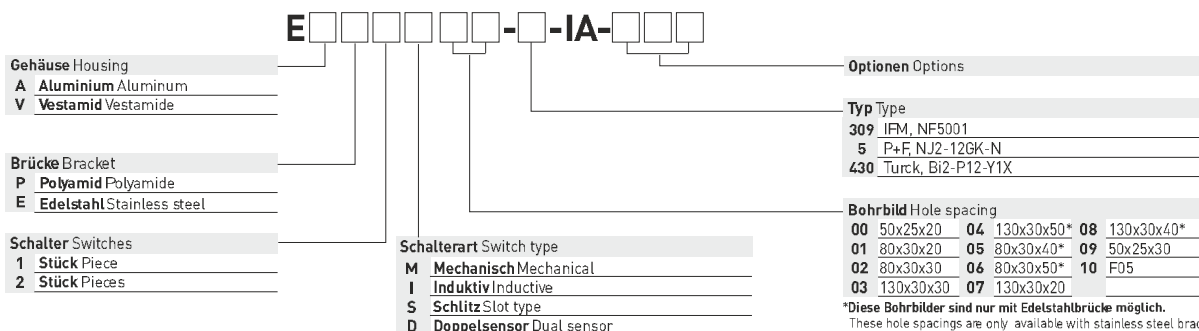 E - -IA-
Gehäuse Housing
A Aluminium Aluminum
V Vestamid Vestamide
Brücke Bracket
P Polyamid Polyamide
E Edelstahl Stainless steel
Schalter Switches
1 Stück Piece
2 Stück Pieces
Schalterart Switch type
M Mechanisch Mechanical
I Induktiv Inductive
S Schlitz Slot type
D Doppelsensor Dual sensor
Optionen Options
Typ Type
309 IFM, NF5001
5 P+F, NJ2-12GK-N
430 Turck, Bi2-P12-Y1X
Bohrbild Hole spacing
00 50x25x20 04 130x30x50* 08 130x30x40*
01 80x30x20 05 80x30x40* 09 50x25x30
02 80x30x30 06 80x30x50* 10 F05
03 130x30x30 07 130x30x20
*Diese Bohrbilder sind nur mit Edelstahlbrücke möglich.
These hole spacings are only available with stainless steel